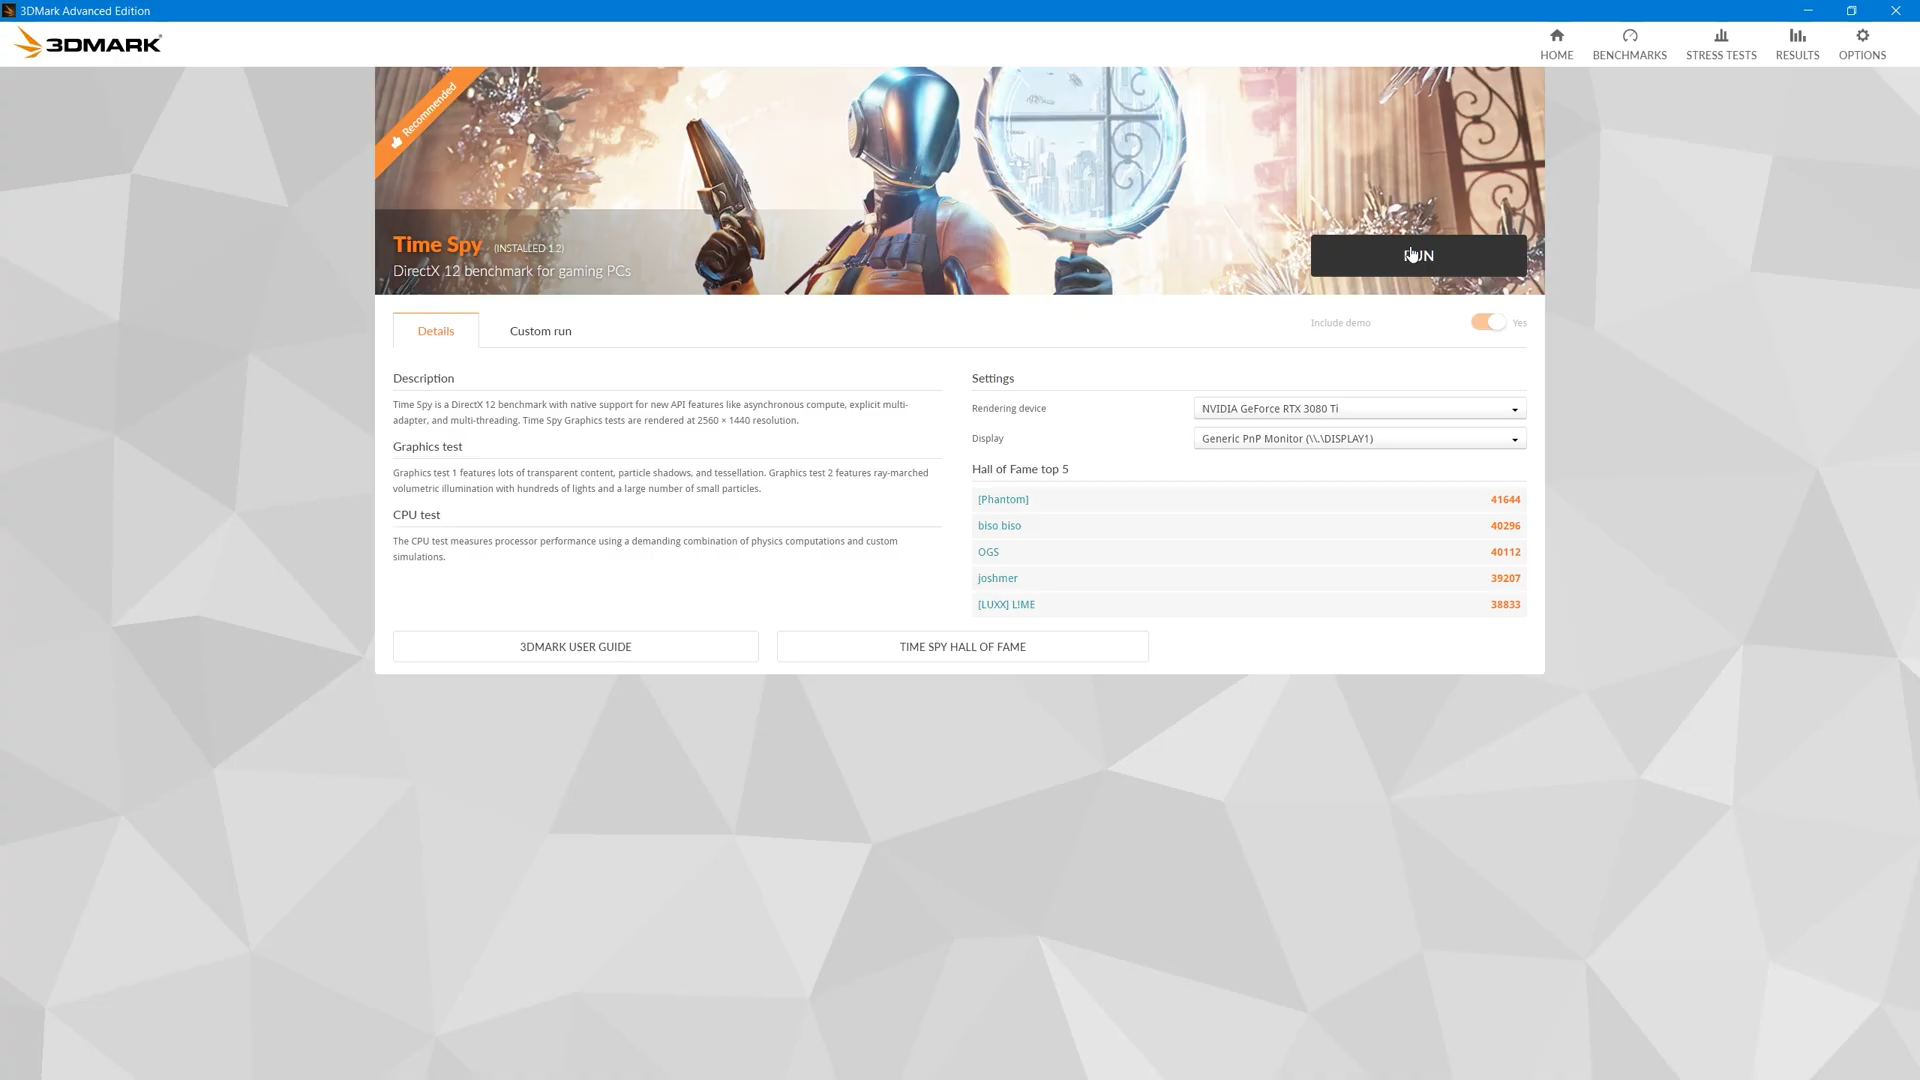 3DMark Advanced Edition
3DMARK
HOME
BENCHMARKS
STRESS TESTS
RESULTS
OPTIONS
Recommended
Time Spy (INSTALLED 1.2)
DirectX 12 benchmark for gaming PCs
RUN
Details
Custom run
Include demo
Yes
Description
Time Spy is a DirectX 12 benchmark with native support for new API features like asynchronous compute, explicit multi-
adapter, and multi-threading. Time Spy Graphics tests are rendered at 2560 × 1440 resolution.
Graphics test
Graphics test 1 features lots of transparent content, particle shadows, and tessellation. Graphics test 2 features ray-marched
volumetric illumination with hundreds of lights and a large number of small particles.
CPU test
The CPU test measures processor performance using a demanding combination of physics computations and custom
simulations.
Settings
Rendering device
NVIDIA GeForce RTX 3080 Ti
Display
Generic PnP Monitor (\\.\DISPLAY1)
Hall of Fame top 5
[Phantom] 41644
biso biso 40296
OGS 40112
joshmer 39207
[LUXX] L!ME 38833
3DMARK USER GUIDE
TIME SPY HALL OF FAME